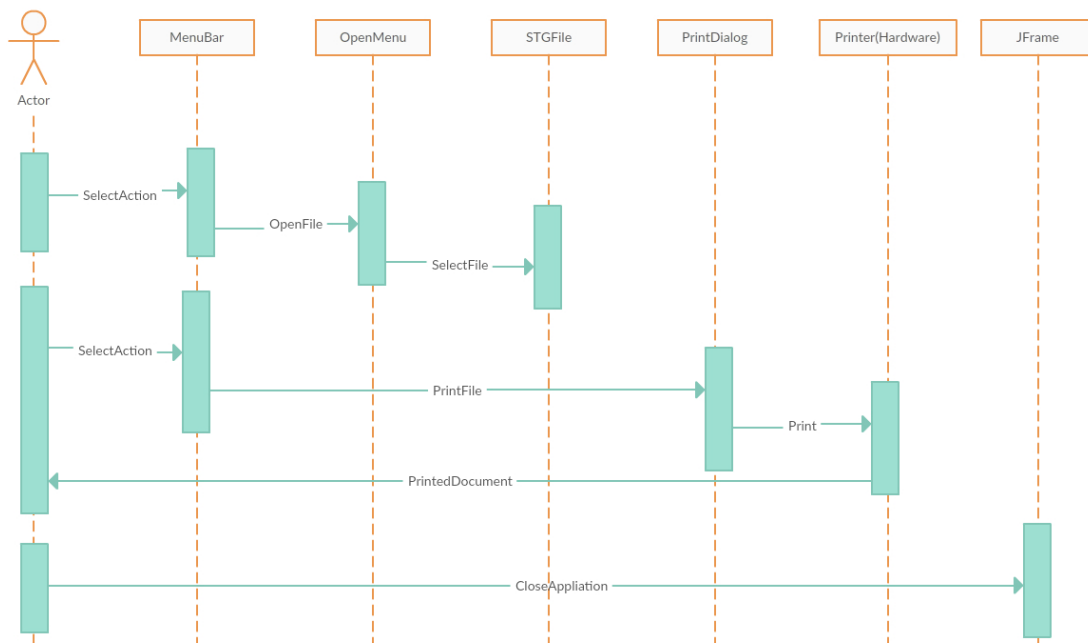 MenuBar
OpenMenu
STGFile
PrintDialog
Printer(Hardware)
JFrame
Actor
SelectAction
OpenFile
SelectFile
SelectAction
PrintFile
Print
PrintedDocument
CloseAppliation